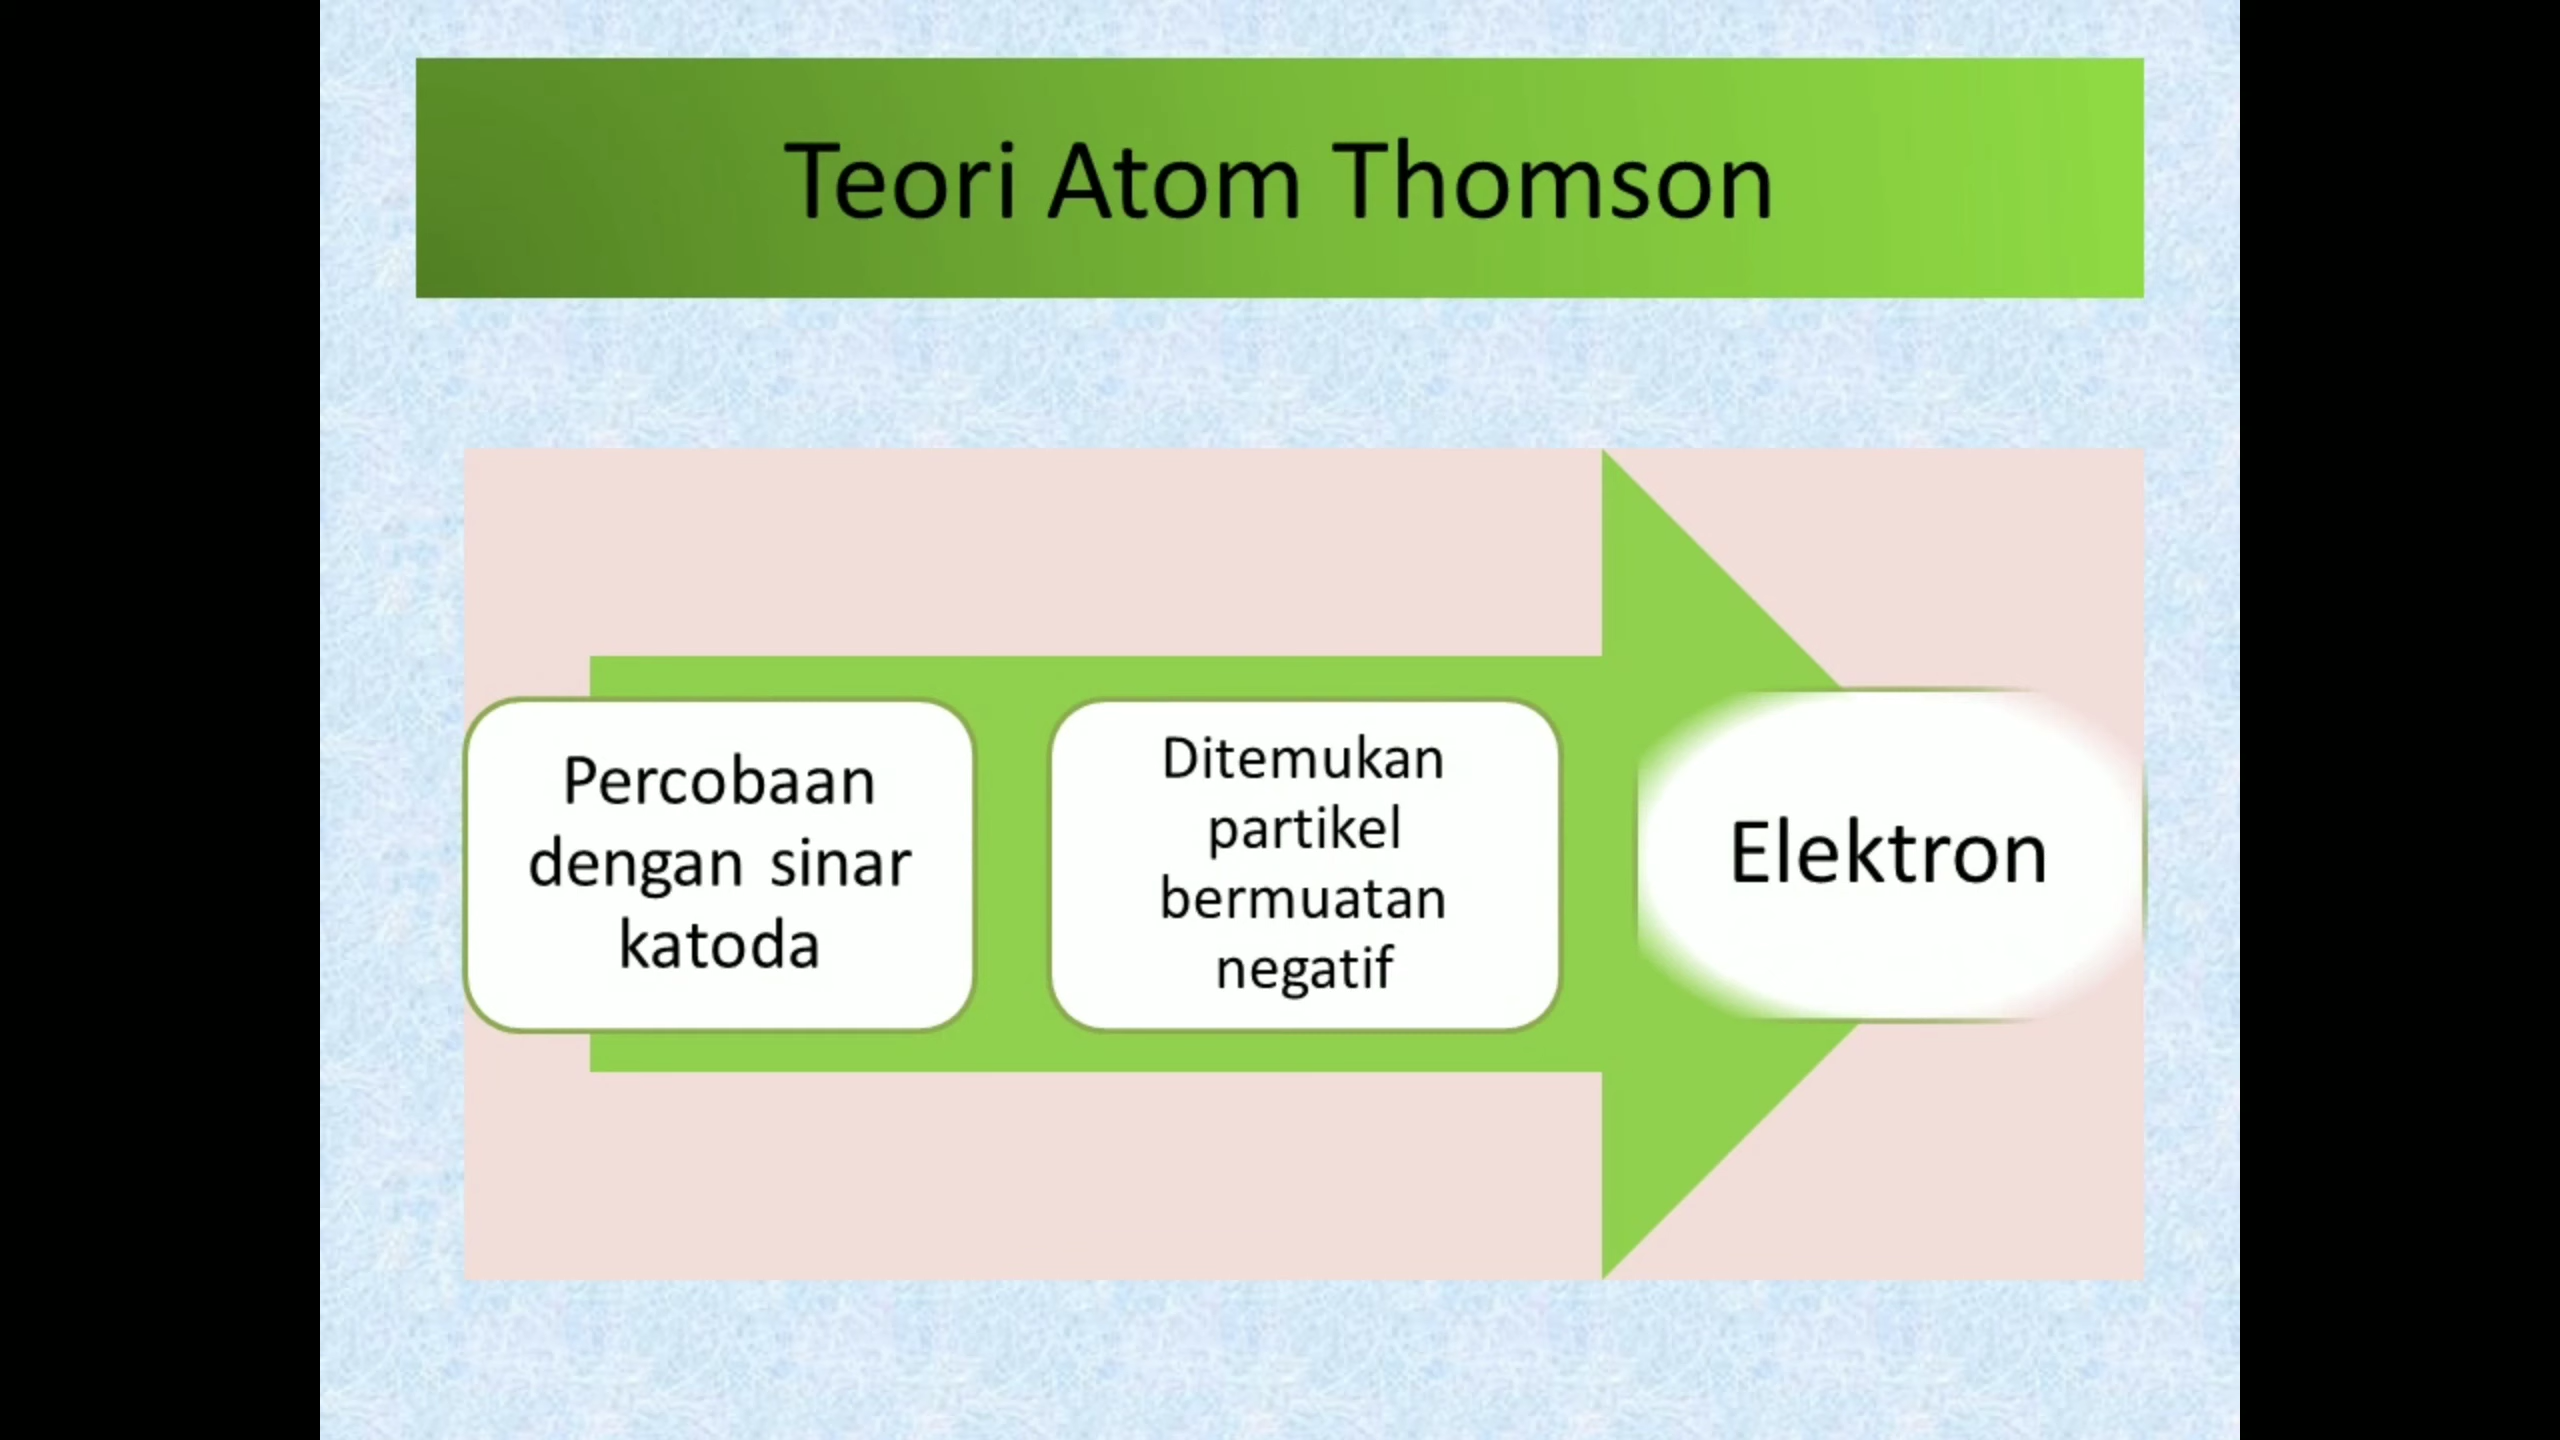 Teori Atom Thomson
Percobaan
dengan sinar
katoda
Ditemukan
partikel
bermuatan
negatif
Elektron